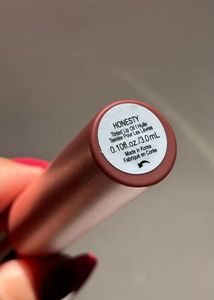 HONESTY
Tinted Lip Oil / Huile
Teintée Pour Les Lèvres
0.10fl.oz./3.0mL
Made in Korea
Fabriqué en Corée